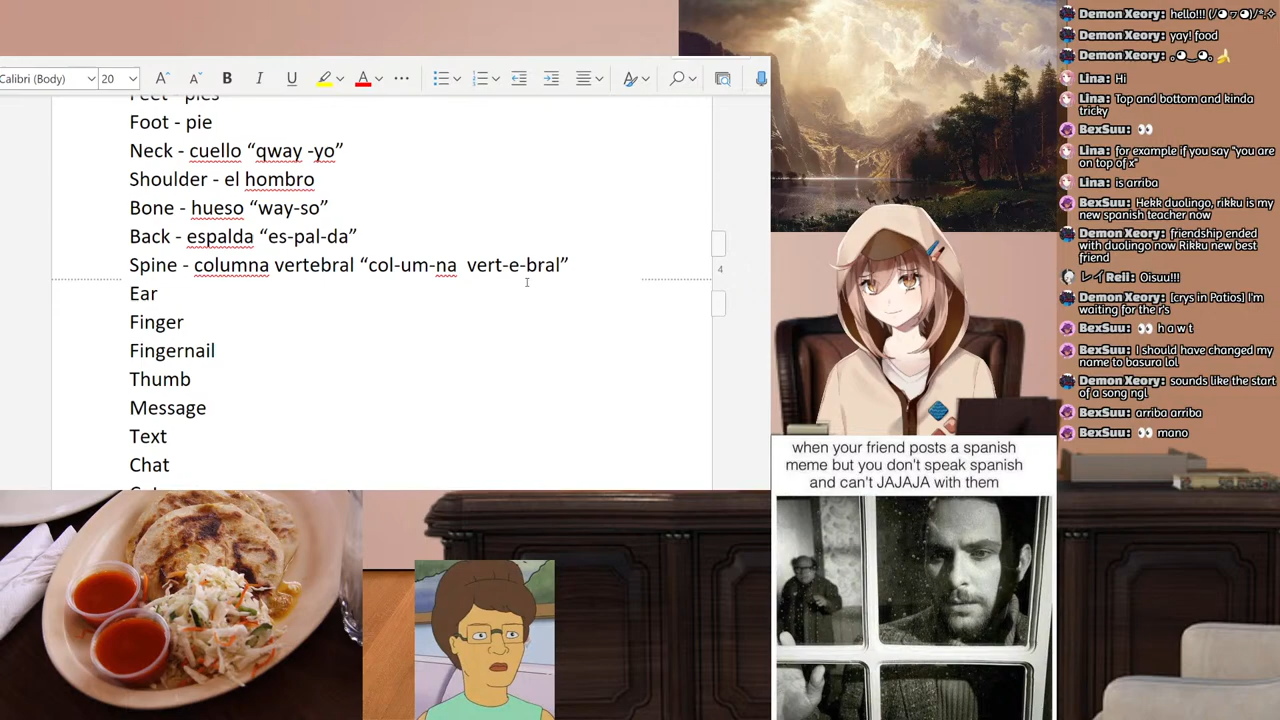 Calibri (Body)
20
B
I
U
A
Feet - pies
Foot - pie
Neck - cuello “qway -yo”
Shoulder - el hombro
Bone - hueso “way-so”
Back - espalda “es-pal-da”
Spine - columna vertebral “col-um-na  vert-e-bral”
4
Ear
Finger
Fingernail
Thumb
Message
Text
Chat
when your friend posts a spanish
meme but you don't speak spanish
and can't JAJAJA with them
Demon Xeory: hello!!! (/◕ヮ◕)/*.✧
Demon Xeory: yay! food
Demon Xeory: 。◕‿◕。🍌
Lina: Hi
Lina: Top and bottom and kinda
tricky
BexSuu: 👀
Lina: for example if you say "you are
on top of x"
Lina: is arriba
BexSuu: Hekk duolingo, rikku is my
new spanish teacher now
Demon Xeory: friendship ended
with duolingo now Rikku new best
friend
レイ Reii: Oisuu!!!
Demon Xeory: [crys in Patios] I'm
waiting for the r's
BexSuu: 👀 h a w t
BexSuu: I should have changed my
name to basura lol
Demon Xeory: sounds like the start
of a song ngl
BexSuu: arriba arriba
BexSuu: 👀 mano